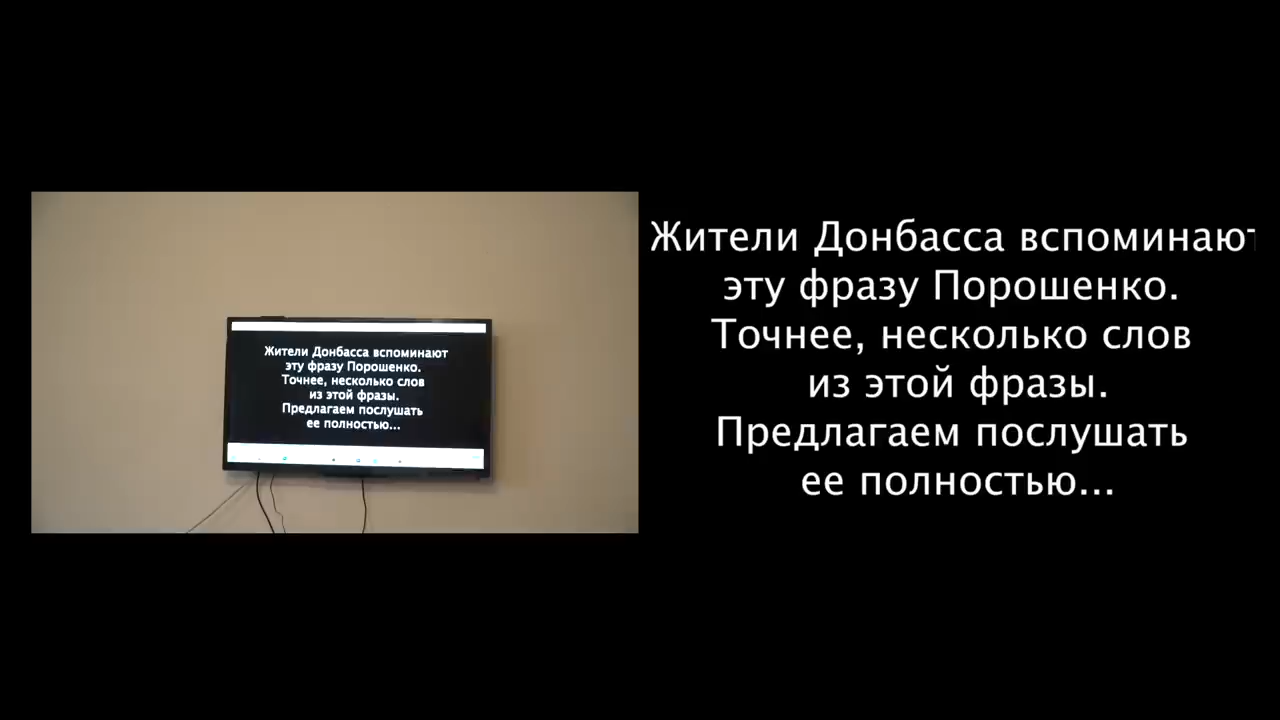 Жители Донбасса вспоминают
эту фразу Порошенко.
Точнее, несколько слов
из этой фразы.
Предлагаем послушать
ее полностью...
Жители Донбасса вспоминают
эту фразу Порошенко.
Точнее, несколько слов
из этой фразы.
Предлагаем послушать
ее полностью...